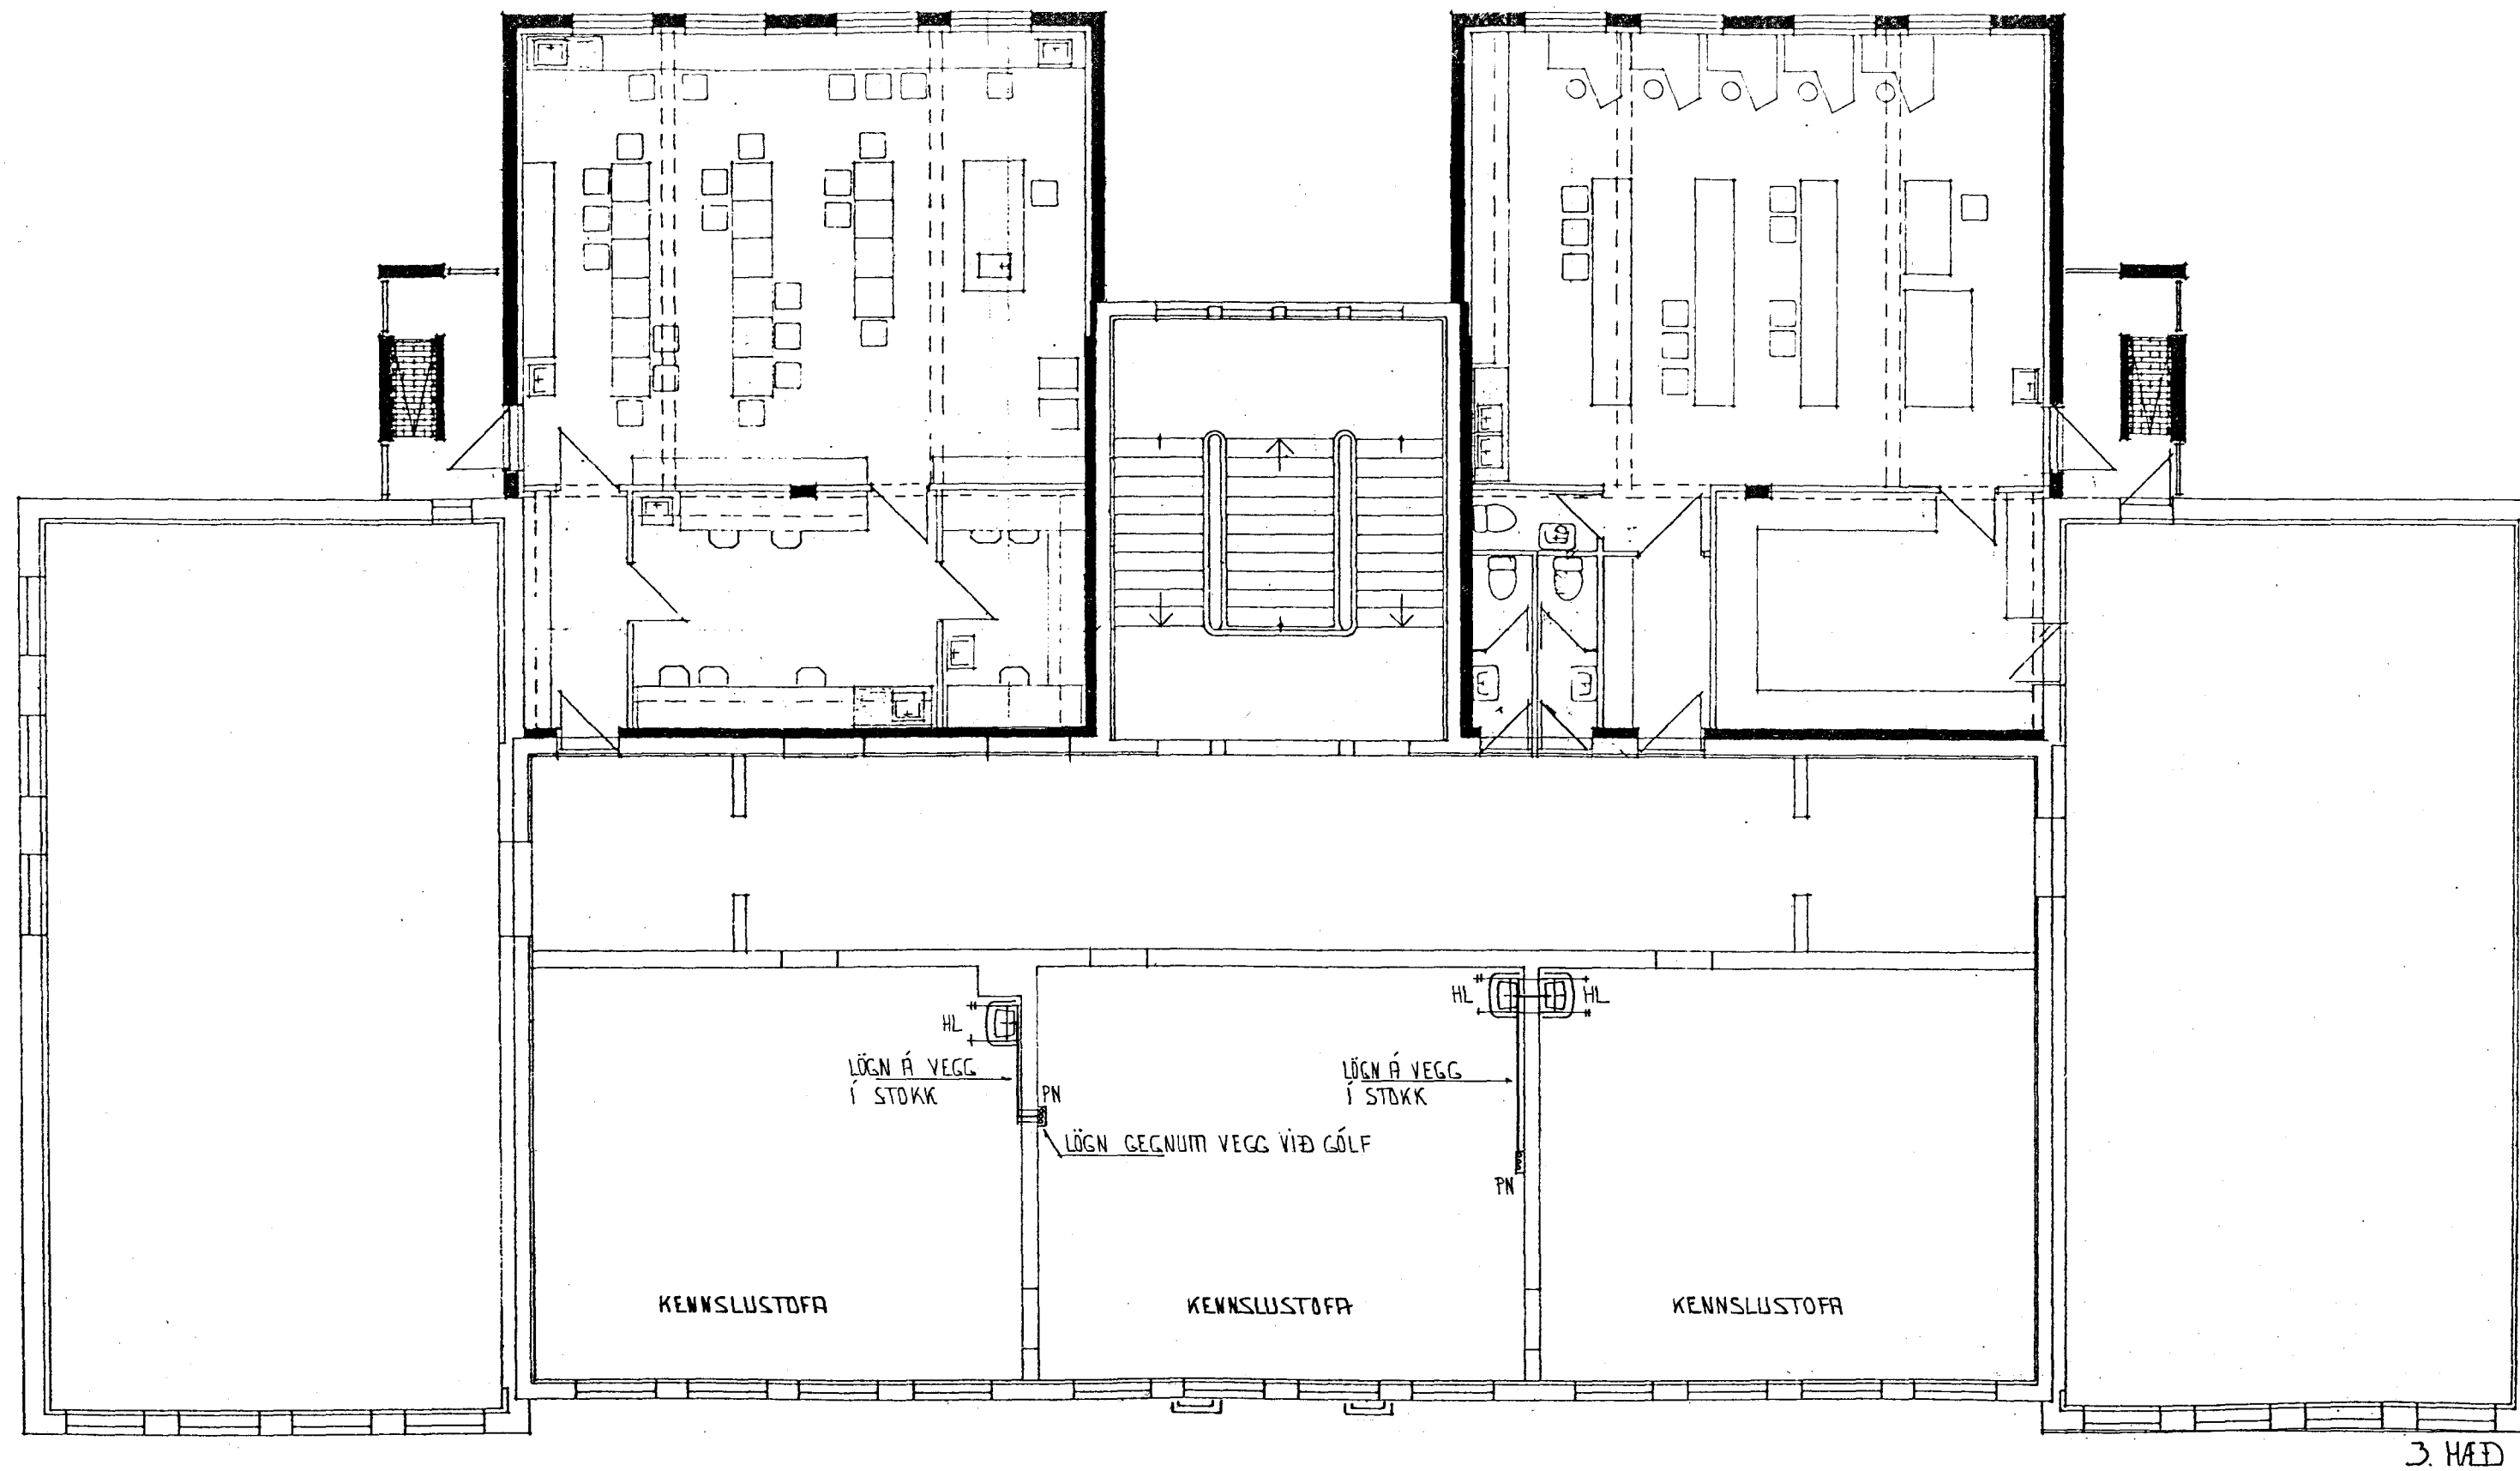 HL
HL
HL
LÖGN Á VEGG
Í STOKK
PN
LÖGN Á VEGG
Í STOKK
LÖGN GEGNUM VEGG VIÐ GÓLF
PN
KENNSLUSTOFA
KENNSLUSTOFA
KENNSLUSTOFA
3. HÆÐ